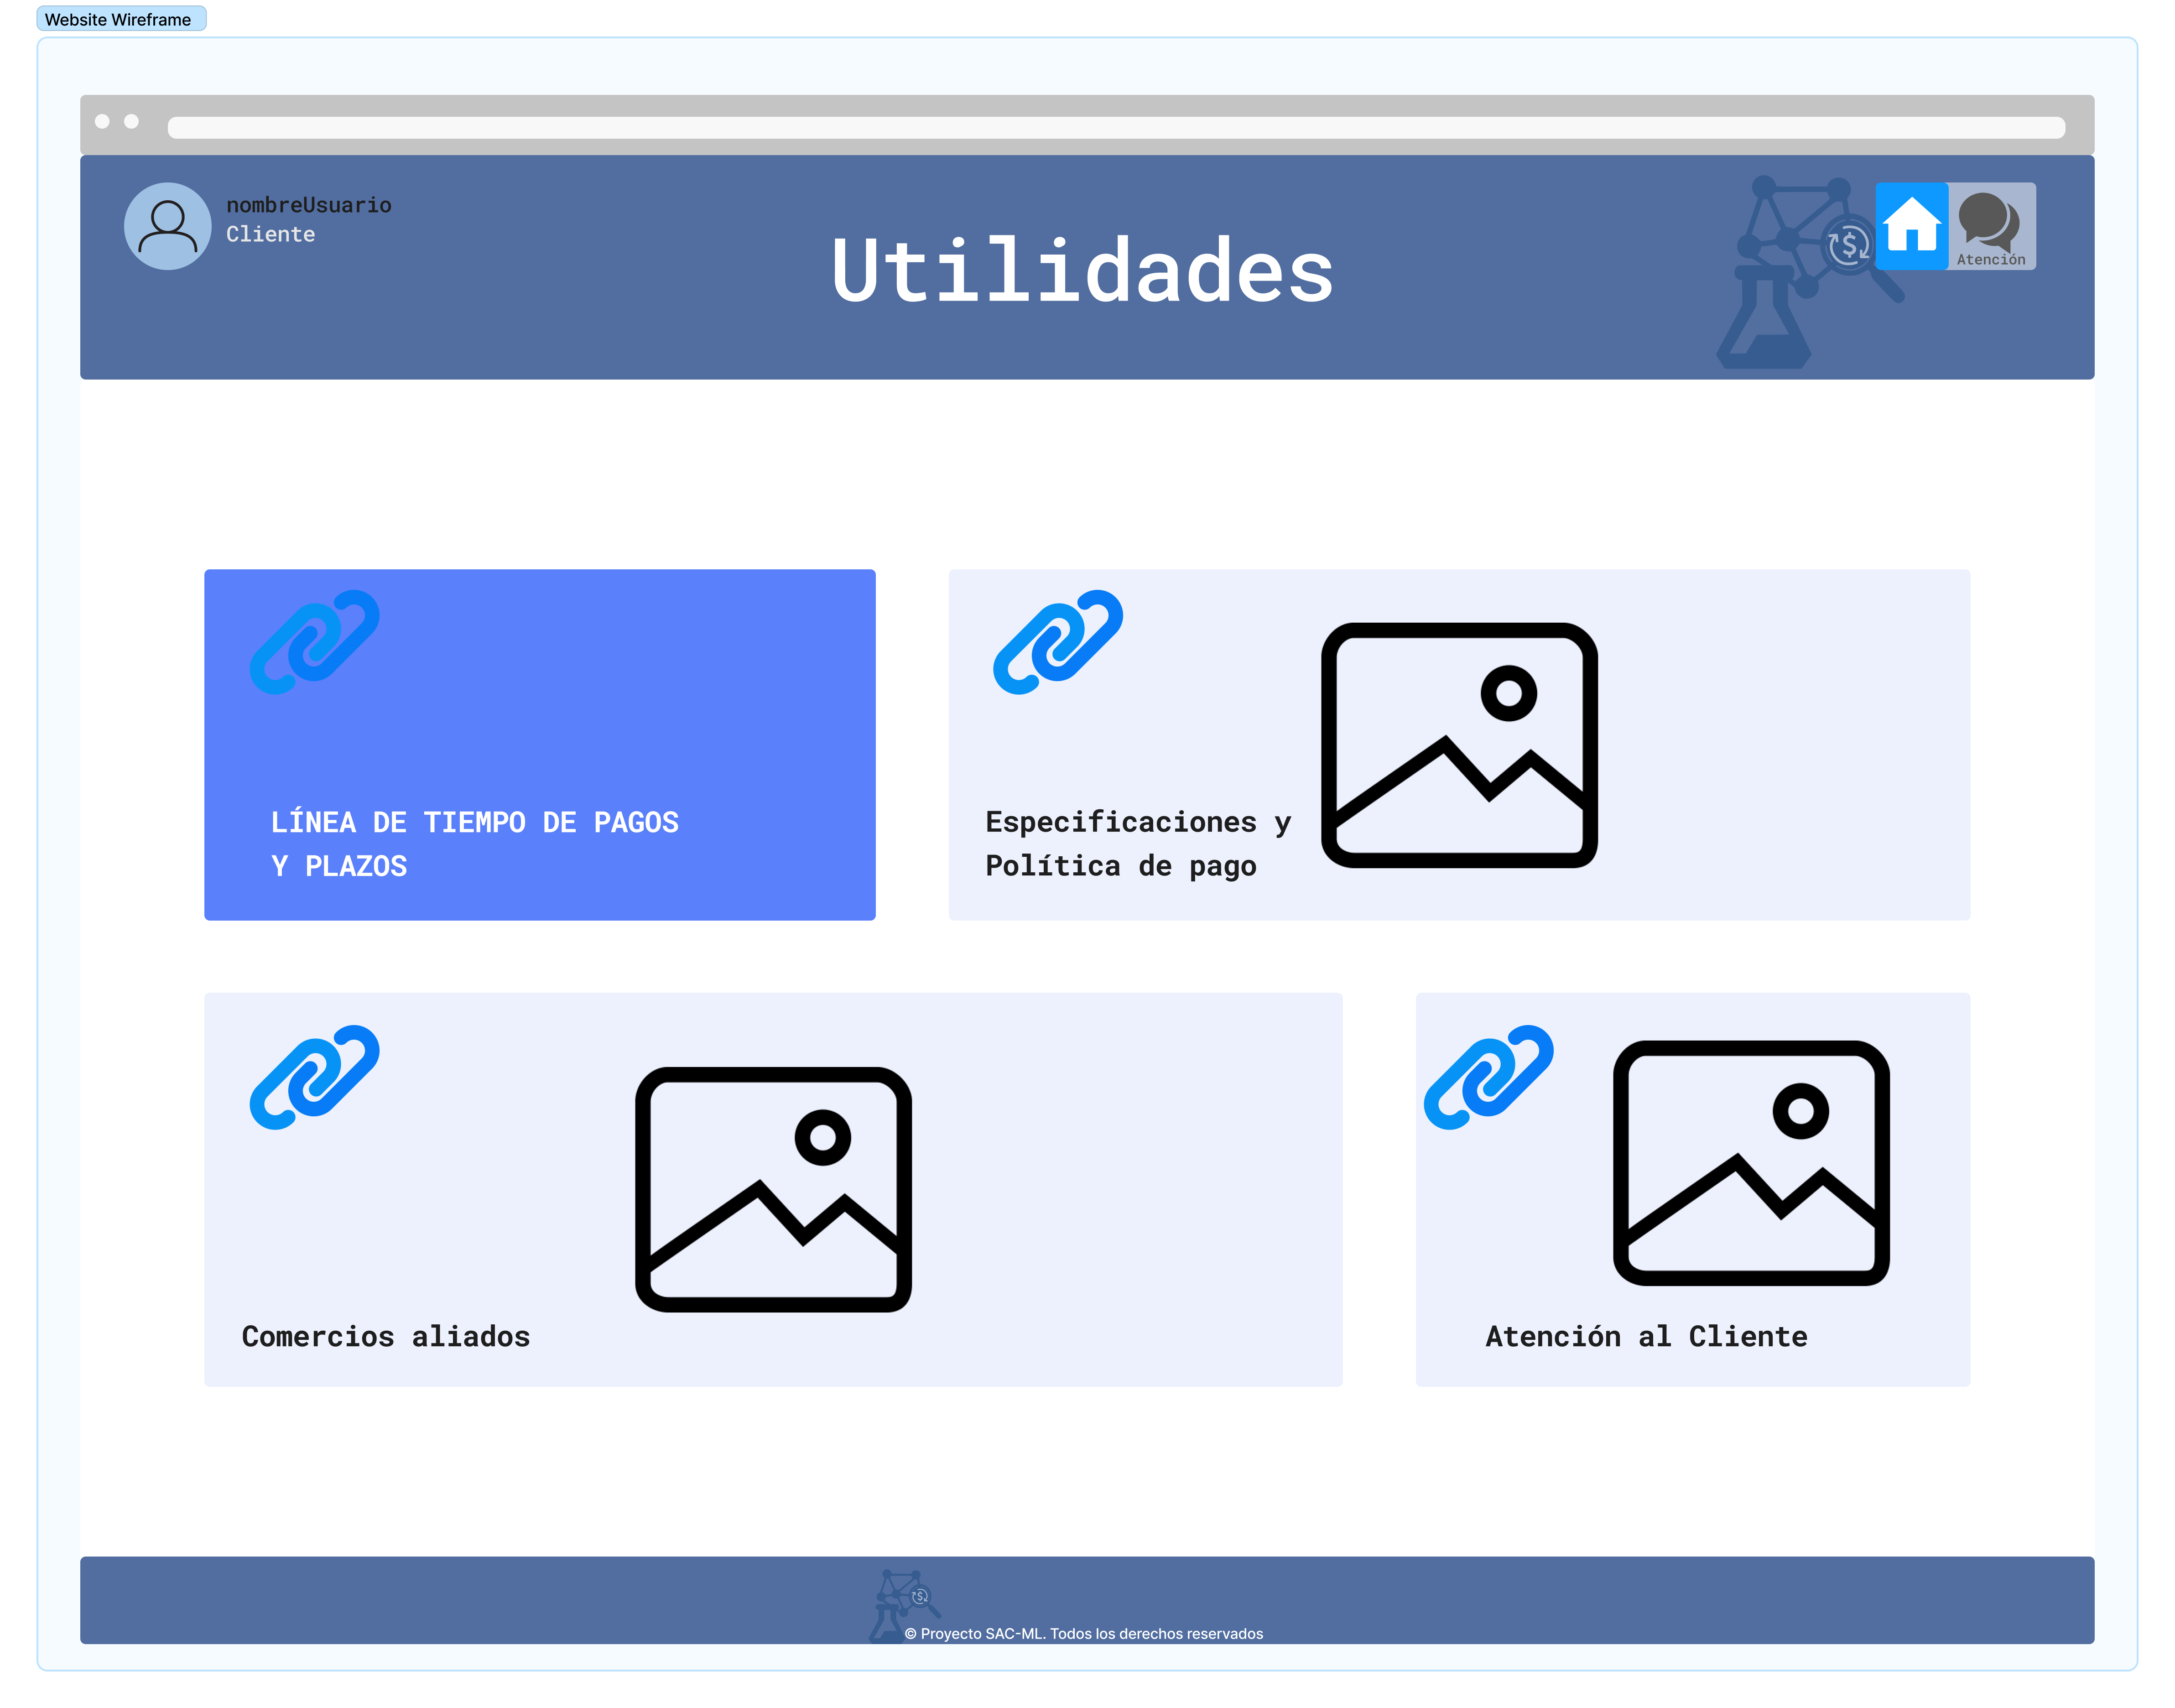 Website Wireframe
nombreUsuario
Cliente
Utilidades
$
Atención
LÍNEA DE TIEMPO DE PAGOS
Y PLAZOS
Especificaciones y
Política de pago
Comercios aliados
Atención al Cliente
$
© Proyecto SAC-ML. Todos los derechos reservados